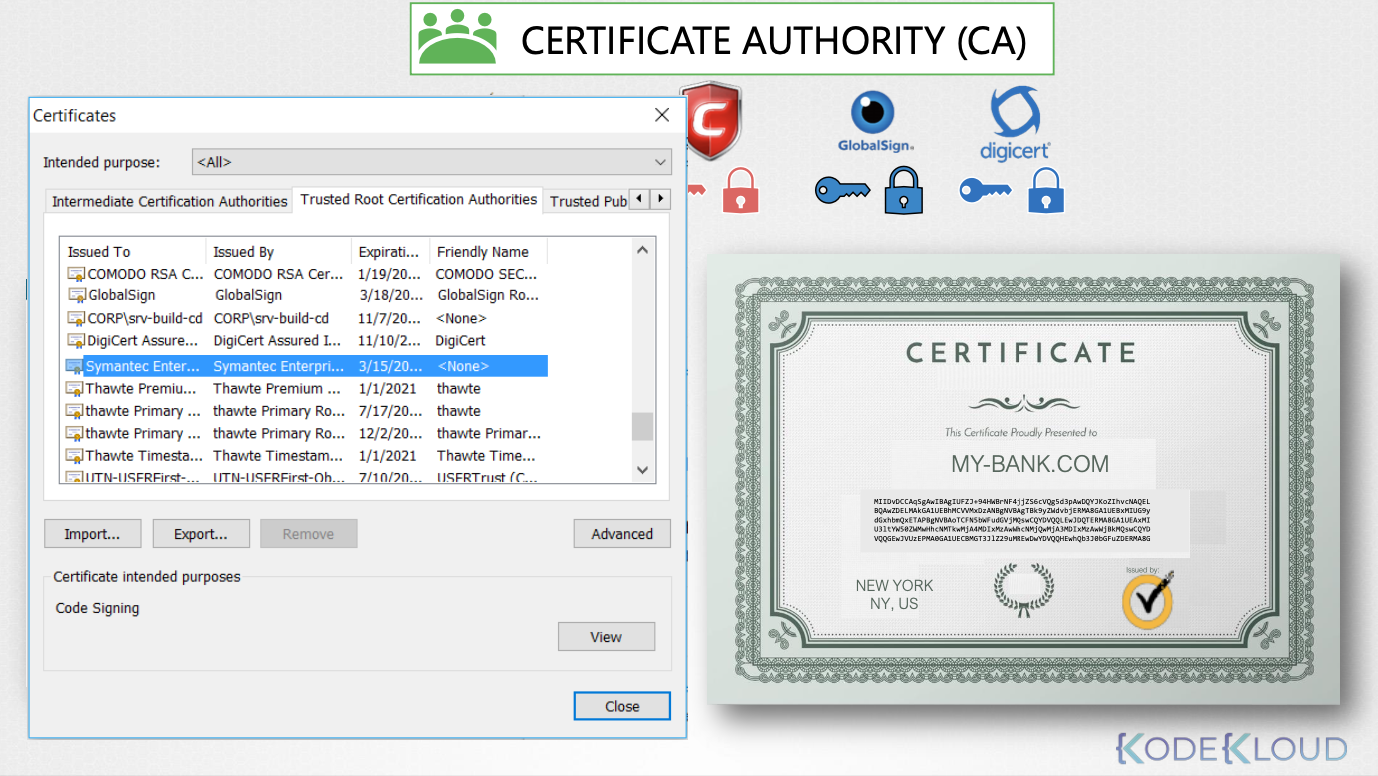 CERTIFICATE AUTHORITY (CA)
Certificates
Intended purpose:
<All>
Intermediate Certification Authorities
Trusted Root Certification Authorities
Trusted Pub
Issued To Issued By Expirati... Friendly Name
COMODO RSA C... COMODO RSA Cer... 1/19/20... COMODO SEC...
GlobalSign GlobalSign 3/18/20... GlobalSign Ro...
CORP\srv-build-cd CORP\srv-build-cd 11/7/20... <None>
DigiCert Assure... DigiCert Assured I... 11/10/2... DigiCert
Symantec Enter... Symantec Enterpri... 3/15/20... <None>
Thawte Premiu... Thawte Premium ... 1/1/2021 thawte
thawte Primary ... thawte Primary Ro... 7/17/20... thawte
thawte Primary ... thawte Primary Ro... 12/2/20... thawte Primar...
Thawte Timesta... Thawte Timestam... 1/1/2021 Thawte Time...
UTN-USERFirst-... UTN-USERFirst-Ob... 7/10/20... USERTrust (C...
Import... Export... Remove Advanced
Certificate intended purposes
Code Signing
View
Close
C
GlobalSign
digicert
CERTIFICATE
This Certificate Proudly Presented to
MY-BANK.COM
NEW YORK
NY, US
Issued by:
KODEKLOUD